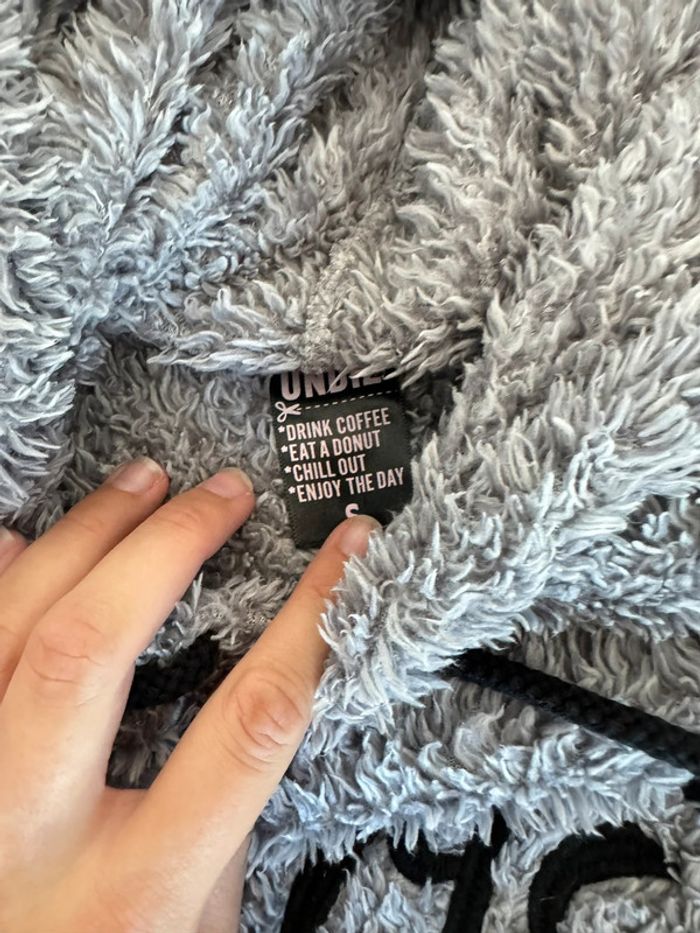 *DRINK COFFEE
*EAT A DONUT
*CHILL OUT
*ENJOY THE DAY
S